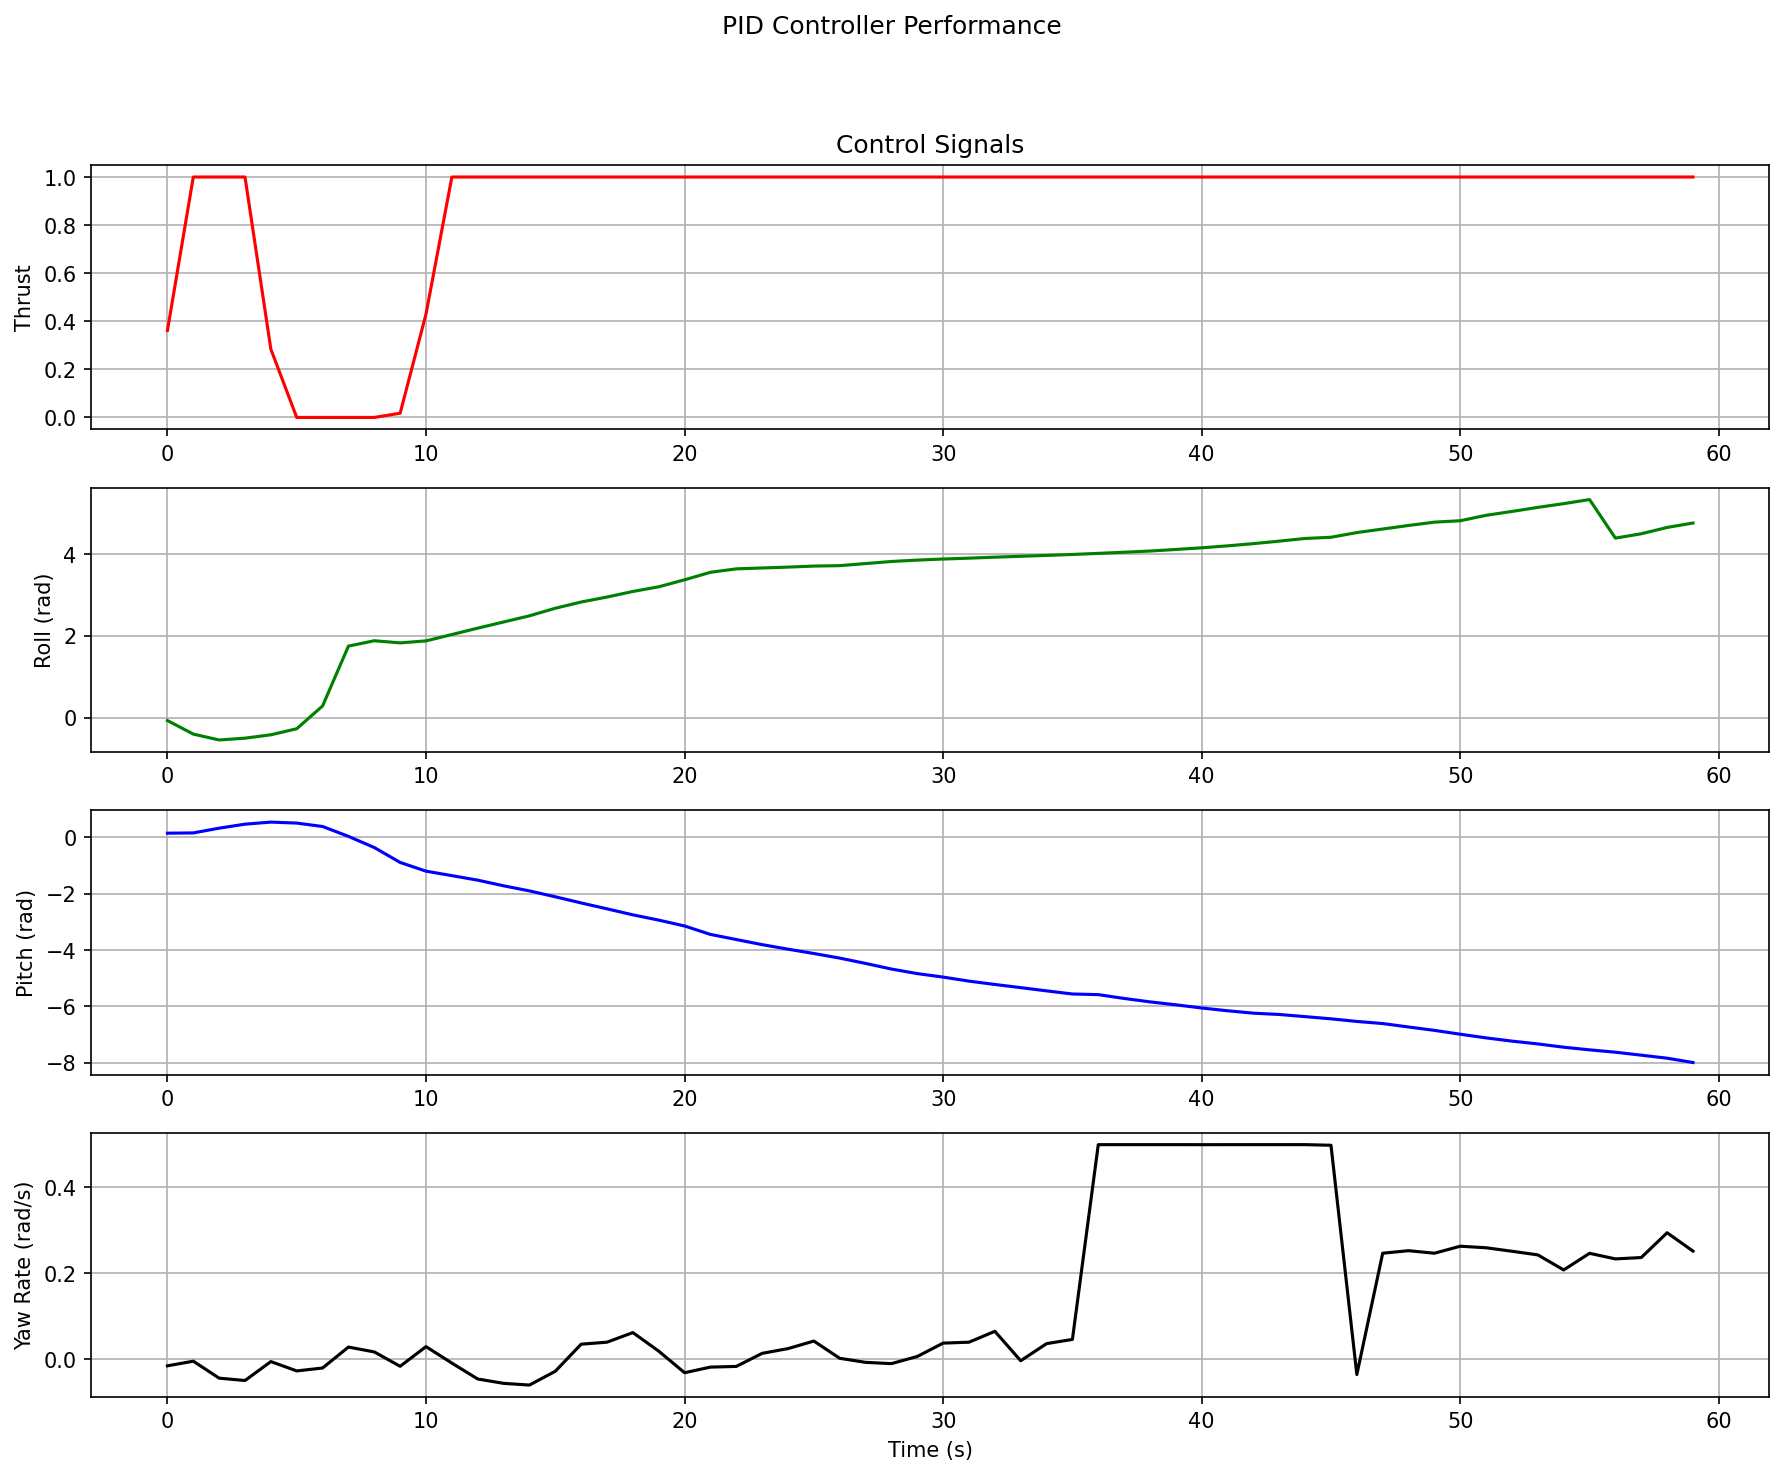 PID Controller Performance
Control Signals
Thrust
1.0
0.8
0.6
0.4
0.2
0.0
0 10 20 30 40 50 60
Roll (rad)
4
2
0
0 10 20 30 40 50 60
Pitch (rad)
0
−2
−4
−6
−8
0 10 20 30 40 50 60
Yaw Rate (rad/s)
0.4
0.2
0.0
0 10 20 30 40 50 60
Time (s)